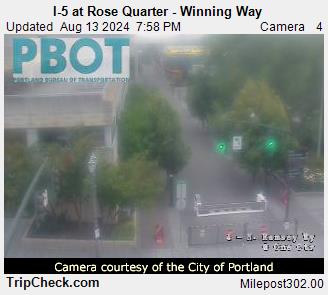 I-5 at Rose Quarter - Winning Way
Updated Aug 13 2024 7:58 PM Camera 4
PBOT
PORTLAND BUREAU OF TRANSPORTATION
Camera courtesy of the City of Portland
TripCheck.com Milepost302.00